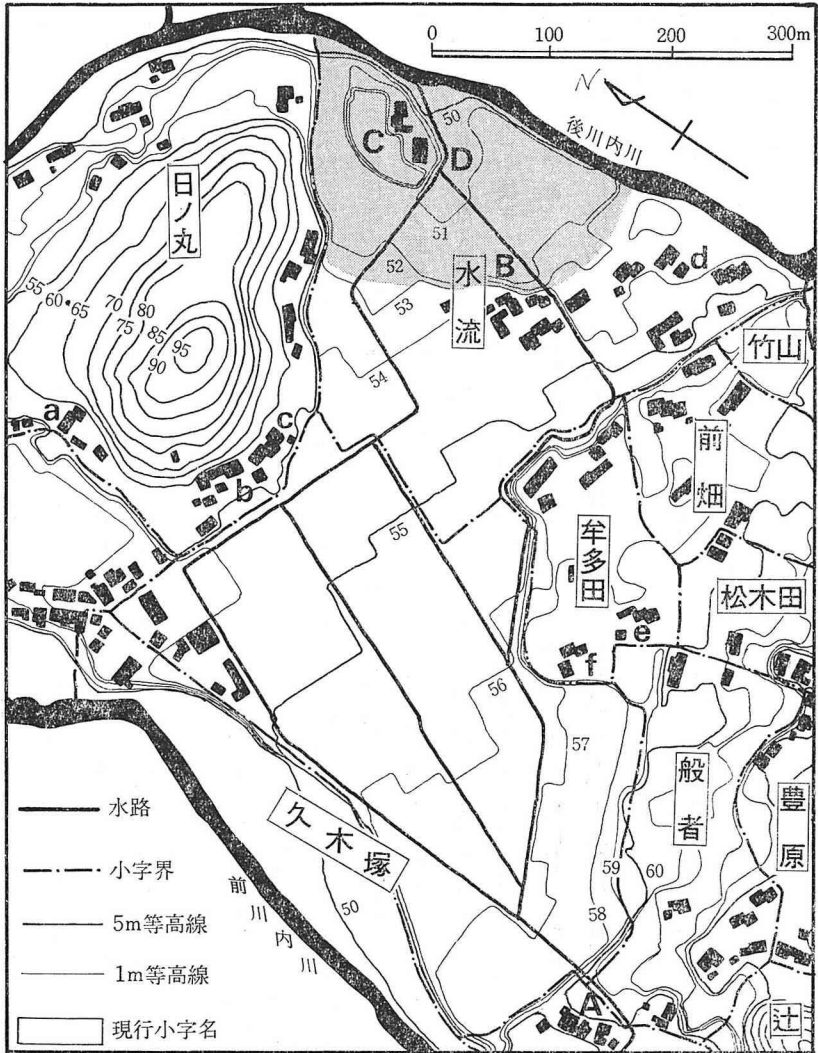 0 100 200 300m
N
後川内川
50
C
D
日ノ丸
51
52
B
水流
53
d
55
60
65
70
75
80
85
90
95
54
竹山
a
c
b
前畑
55
牟多田
松木田
e
f
56
57
般者
豊原
久木塚
59
60
58
50
前川内川
A
辻
水路
小字界
5m等高線
1m等高線
現行小字名